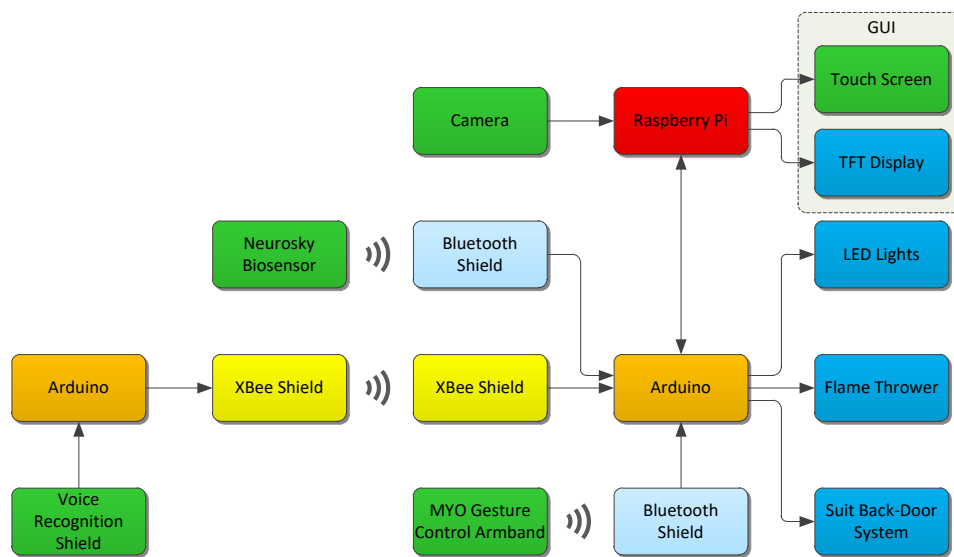 GUI
Touch Screen
Camera
Raspberry Pi
TFT Display
Neurosky
Biosensor
Bluetooth
Shield
LED Lights
Arduino
XBee Shield
XBee Shield
Arduino
Flame Thrower
Voice
Recognition
Shield
MYO Gesture
Control Armband
Bluetooth
Shield
Suit Back-Door
System